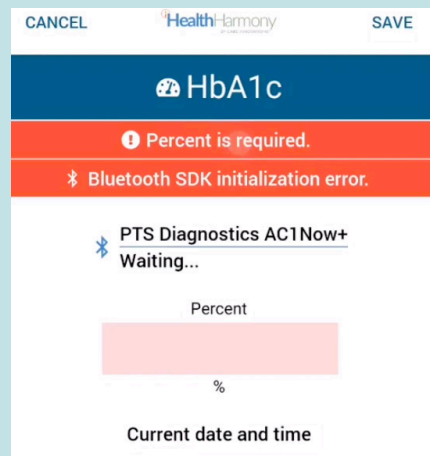 CANCEL HealthHarmony SAVE
HbA1c
Percent is required.
Bluetooth SDK initialization error.
PTS Diagnostics AC1Now+
Waiting...
Percent
%
Current date and time